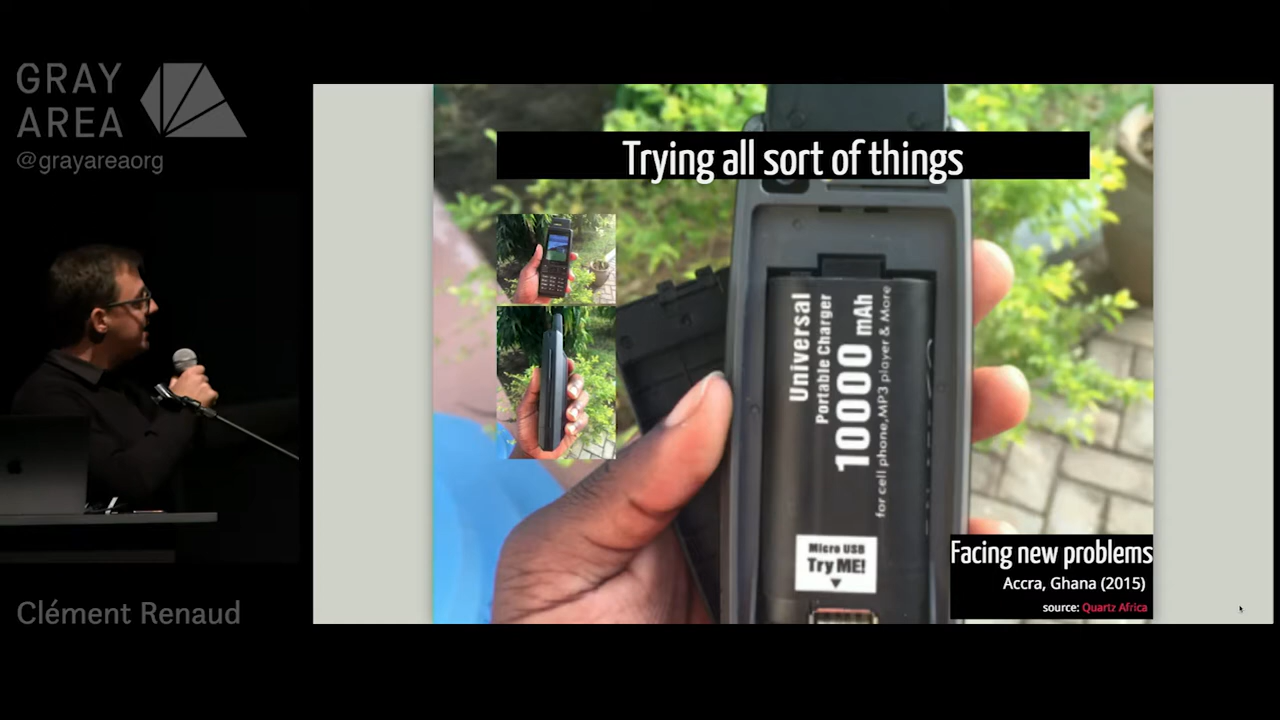 GRAY
AREA
@grayareaorg
Clément Renaud
Trying all sort of things
Universal
Portable Charger
10000 mAh
for cell phone,MP3 player & More
Micro USB
Try ME!
Facing new problems
Accra, Ghana (2015)
source: Quartz Africa